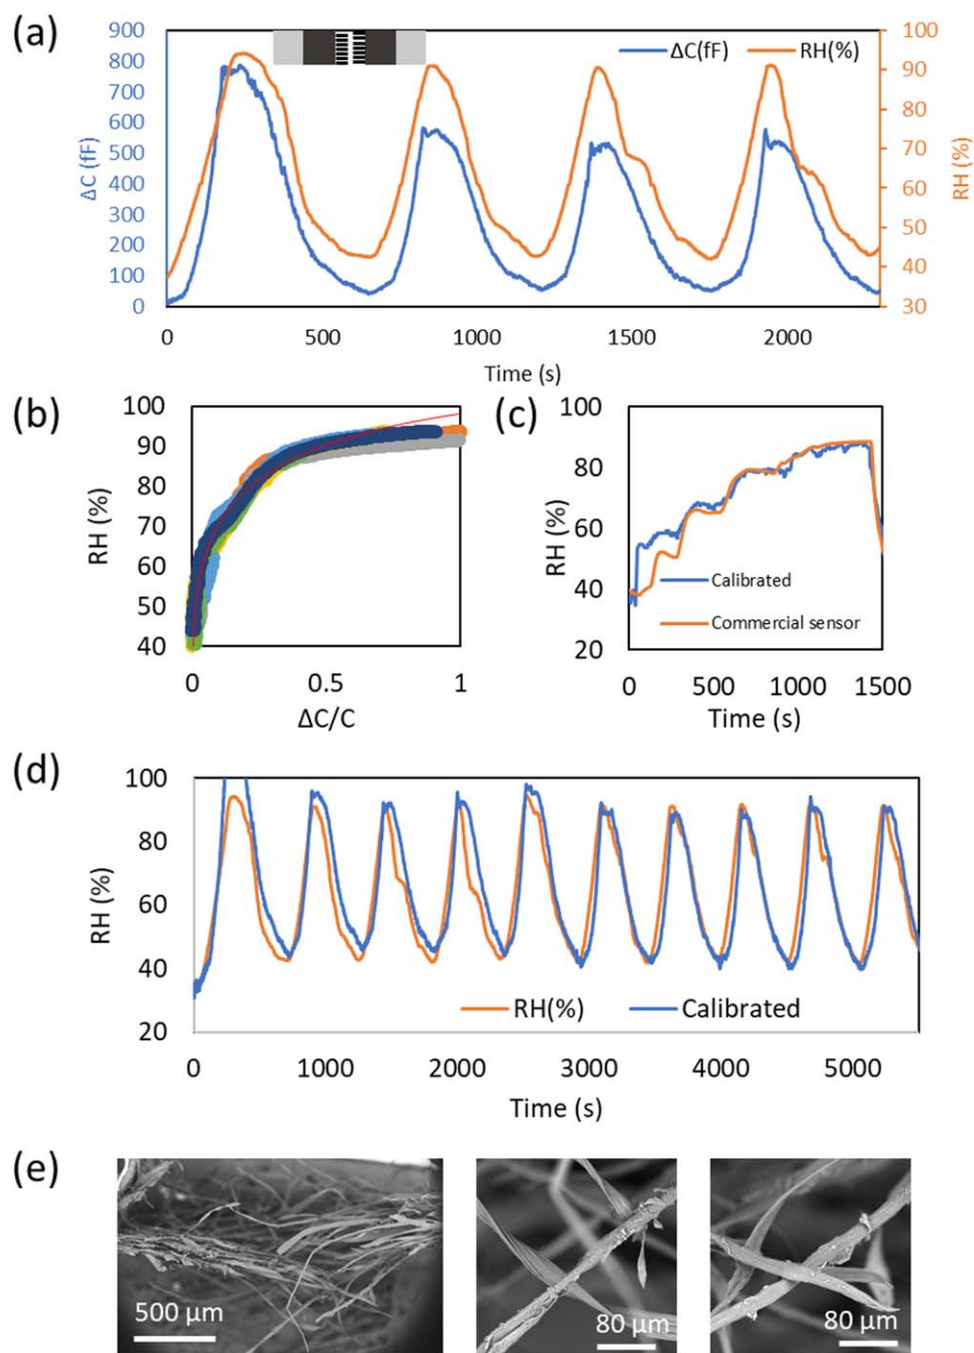 (a)
900
800
700
600
500
400
300
200
100
0
ΔC (fF)
ΔC(fF)
RH(%)
100
90
80
70
60
50
40
30
RH (%)
0 500 1000 1500 2000
Time (s)
(b)
100
90
80
70
60
50
40
RH (%)
0 0.5 1
ΔC/C
(c)
100
80
60
40
20
RH (%)
Calibrated
Commercial sensor
0 500 1000 1500
Time (s)
(d)
100
80
60
40
20
RH (%)
RH(%)
Calibrated
0 1000 2000 3000 4000 5000
Time (s)
(e)
500 μm
80 μm
80 μm